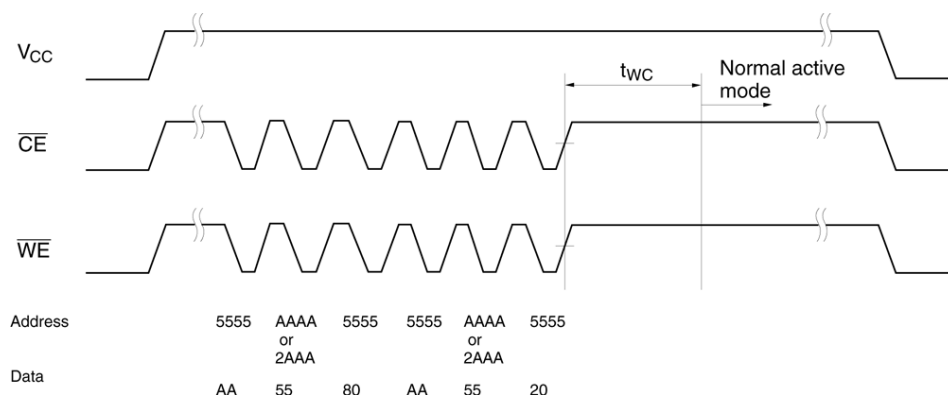 VCC
tWC
Normal active
mode
CE
WE
Address 5555 AAAA 5555 5555 AAAA 5555
or or
2AAA 2AAA
Data
AA 55 80 AA 55 20